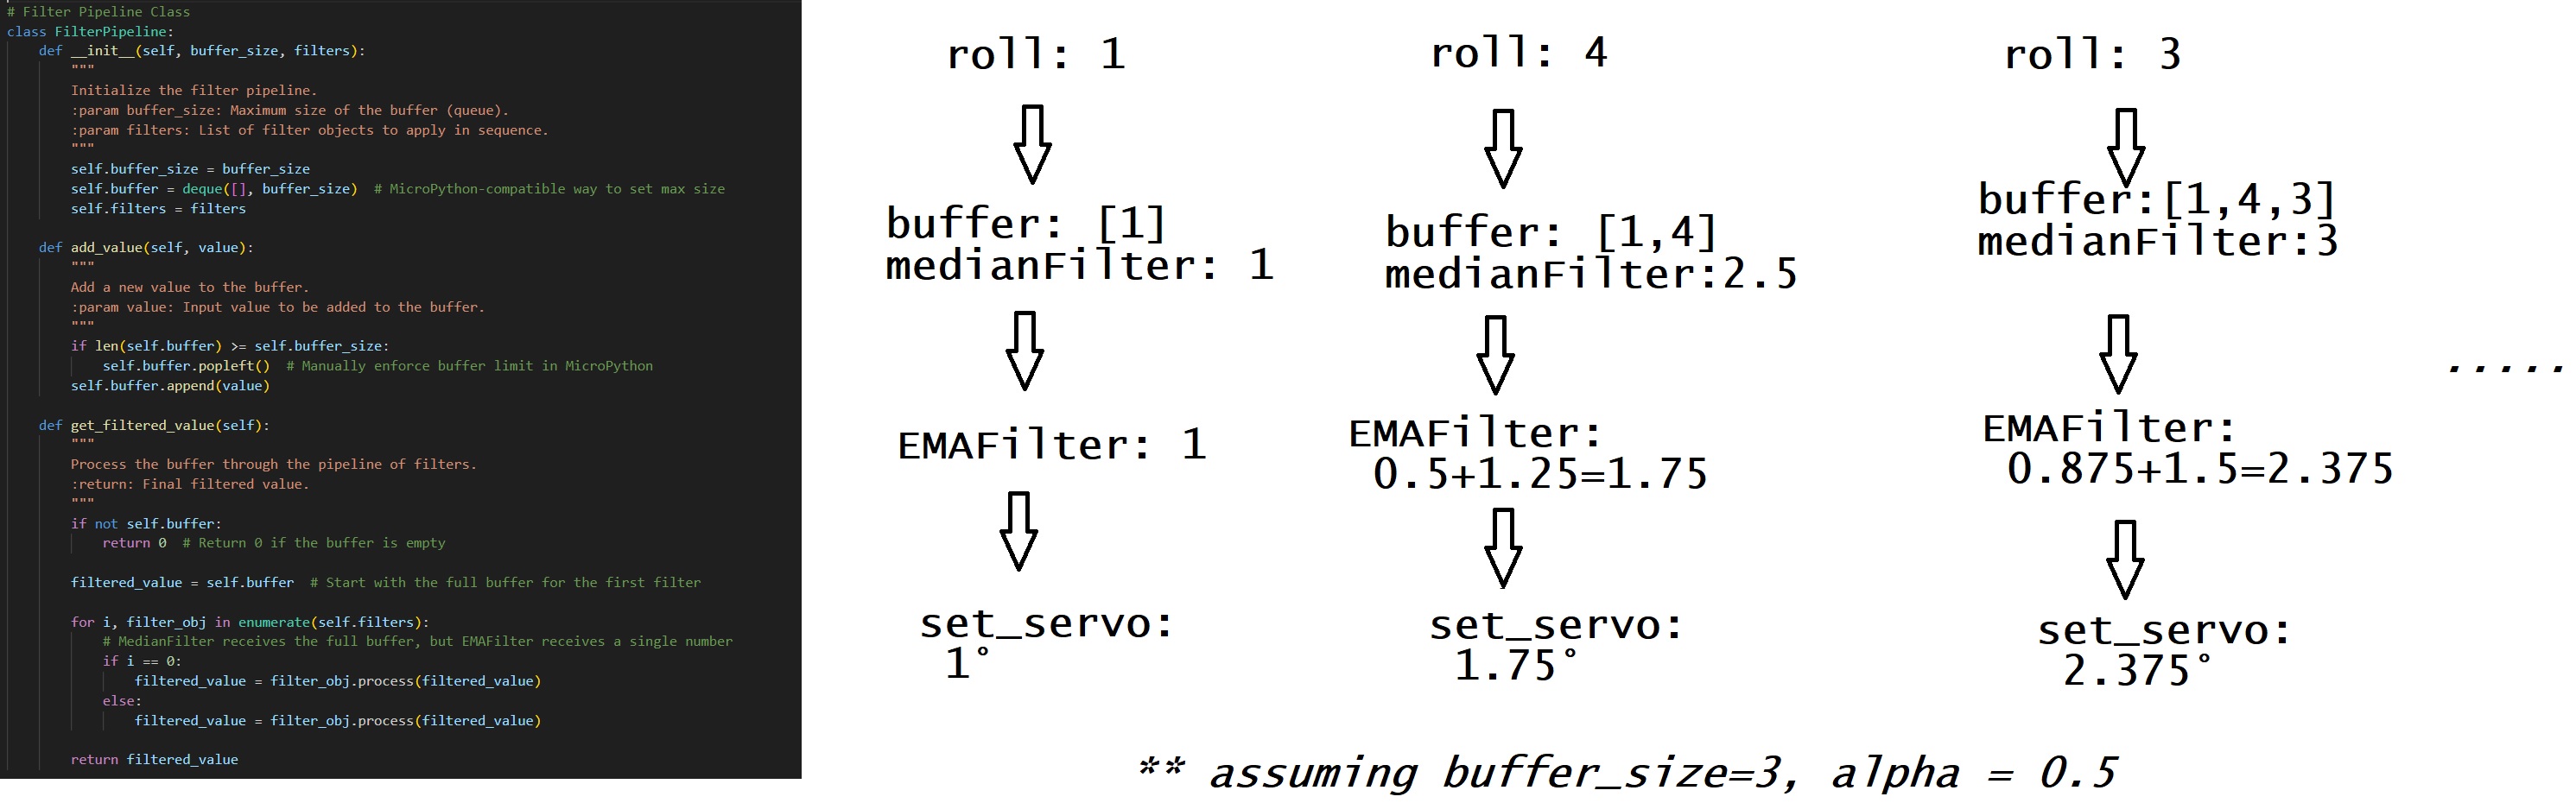 # Filter Pipeline Class
class FilterPipeline:
    def __init__(self, buffer_size, filters):
        """
        Initialize the filter pipeline.
        :param buffer_size: Maximum size of the buffer (queue).
        :param filters: List of filter objects to apply in sequence.
        """
        self.buffer_size = buffer_size
        self.buffer = deque([], buffer_size)  # MicroPython-compatible way to set max size
        self.filters = filters
    def add_value(self, value):
        """
        Add a new value to the buffer.
        :param value: Input value to be added to the buffer.
        """
        if len(self.buffer) >= self.buffer_size:
            self.buffer.popleft()  # Manually enforce buffer limit in MicroPython
        self.buffer.append(value)
    def get_filtered_value(self):
        """
        Process the buffer through the pipeline of filters.
        :return: Final filtered value.
        """
        if not self.buffer:
            return 0  # Return 0 if the buffer is empty
        filtered_value = self.buffer  # Start with the full buffer for the first filter
        for i, filter_obj in enumerate(self.filters):
            # MedianFilter receives the full buffer, but EMAFilter receives a single number
            if i == 0:
                filtered_value = filter_obj.process(filtered_value)
            else:
                filtered_value = filter_obj.process(filtered_value)
        return filtered_value
roll: 1
buffer: [1]
medianFilter: 1
EMAFilter: 1
set_servo:
1°
roll: 4
buffer: [1,4]
medianFilter:2.5
EMAFilter:
0.5+1.25=1.75
set_servo:
1.75°
roll: 3
buffer:[1,4,3]
medianFilter:3
EMAFilter:
0.875+1.5=2.375
set_servo:
2.375°
.....
** assuming buffer_size=3, alpha = 0.5